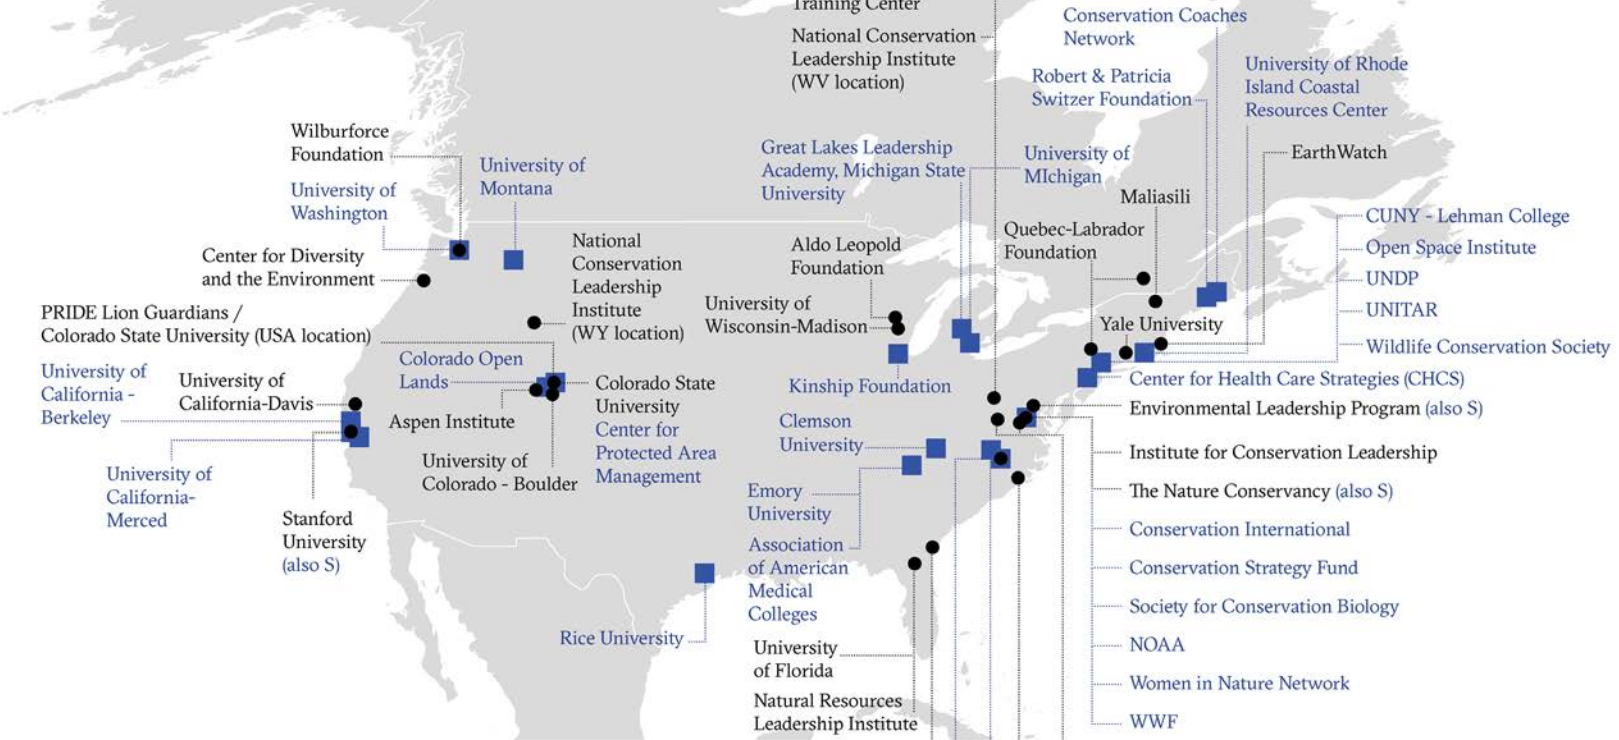 Training Center
National Conservation
Leadership Institute
(WV location)
Conservation Coaches
Network
Robert & Patricia
Switzer Foundation
University of Rhode
Island Coastal
Resources Center
EarthWatch
Wilburforce
Foundation
University of
Washington
University of
Montana
Great Lakes Leadership
Academy, Michigan State
University
University of
MIchigan
Maliasili
Quebec-Labrador
Foundation
CUNY - Lehman College
Open Space Institute
UNDP
UNITAR
Wildlife Conservation Society
Center for Diversity
and the Environment
National
Conservation
Leadership
Institute
(WY location)
Aldo Leopold
Foundation
University of
Wisconsin-Madison
Yale University
PRIDE Lion Guardians /
Colorado State University (USA location)
University of
California -
Berkeley
University of
California-Davis
Colorado Open
Lands
Aspen Institute
Colorado State
University
Center for
Protected Area
Management
Kinship Foundation
Center for Health Care Strategies (CHCS)
Environmental Leadership Program (also S)
Clemson
University
University of
Colorado - Boulder
Institute for Conservation Leadership
The Nature Conservancy (also S)
University of
California-
Merced
Stanford
University
(also S)
Emory
University
Association
of American
Medical
Colleges
Conservation International
Conservation Strategy Fund
Society for Conservation Biology
NOAA
Women in Nature Network
WWF
Rice University
University
of Florida
Natural Resources
Leadership Institute